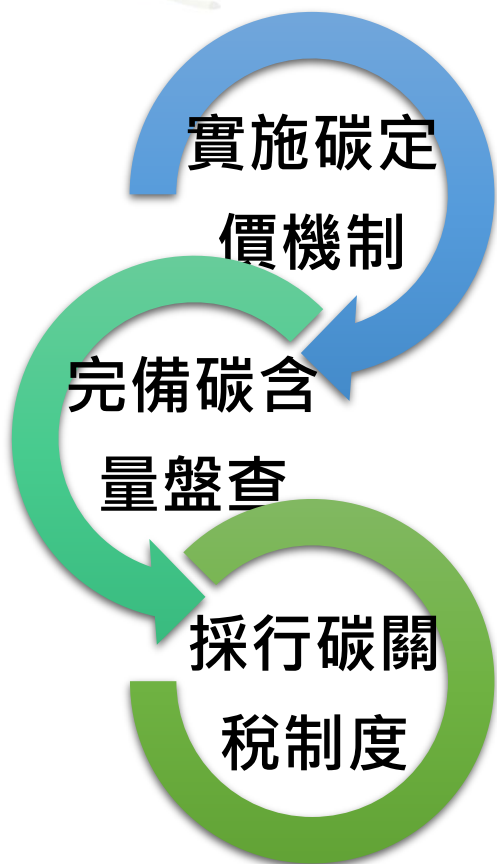 實施碳定
價機制
完備碳含
量盤查
採行碳關
稅制度